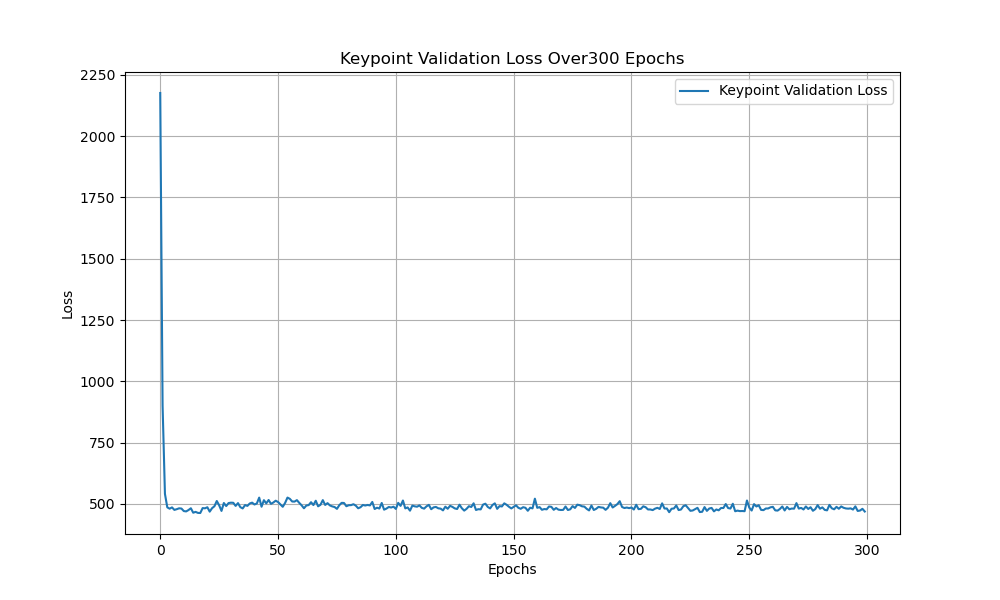 Keypoint Validation Loss Over300 Epochs
Keypoint Validation Loss
2250
2000
1750
1500
1250
1000
750
500
Loss
0 50 100 150 200 250 300
Epochs